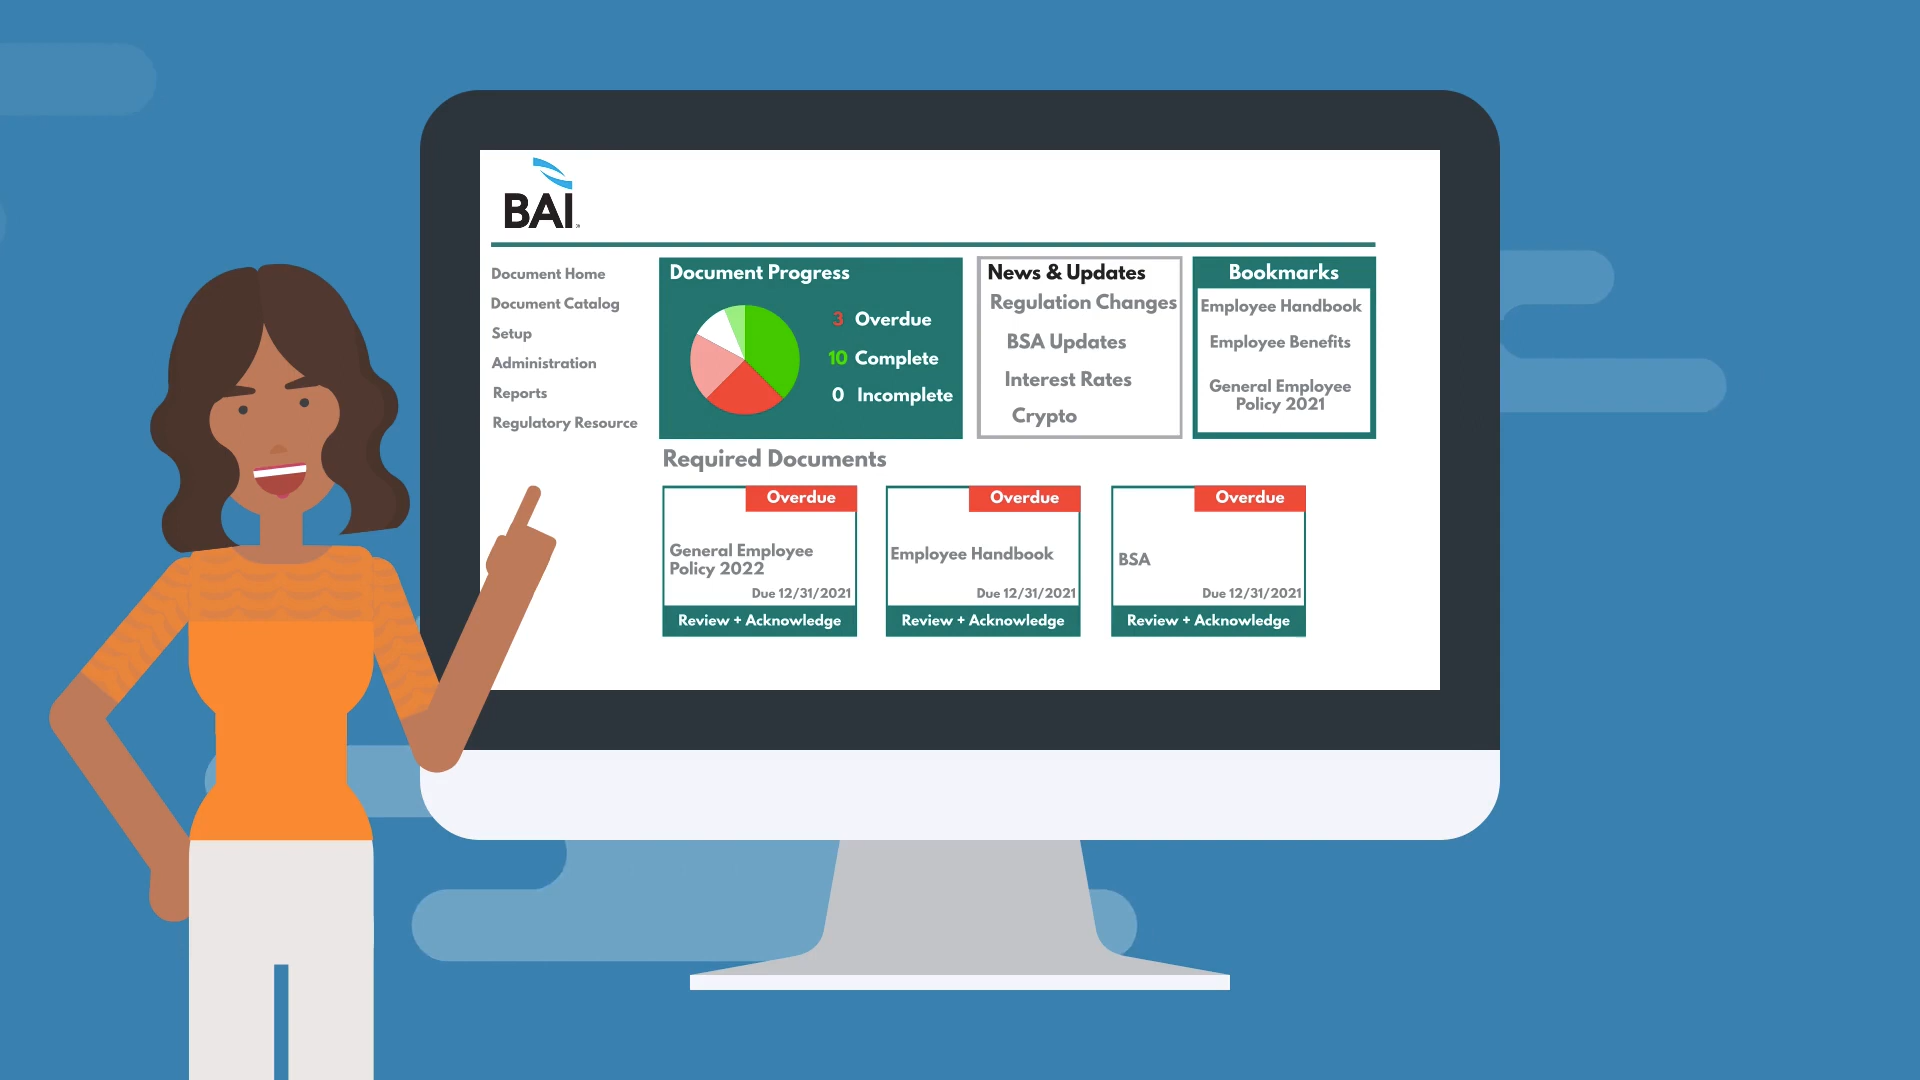 BAI
Document Home
Document Catalog
Setup
Administration
Reports
Regulatory Resource
Document Progress
3 Overdue
10 Complete
0 Incomplete
News & Updates
Regulation Changes
BSA Updates
Interest Rates
Crypto
Bookmarks
Employee Handbook
Employee Benefits
General Employee
Policy 2021
Required Documents
Overdue
General Employee
Policy 2022
Due 12/31/2021
Review + Acknowledge
Overdue
Employee Handbook
Due 12/31/2021
Review + Acknowledge
Overdue
BSA
Due 12/31/2021
Review + Acknowledge